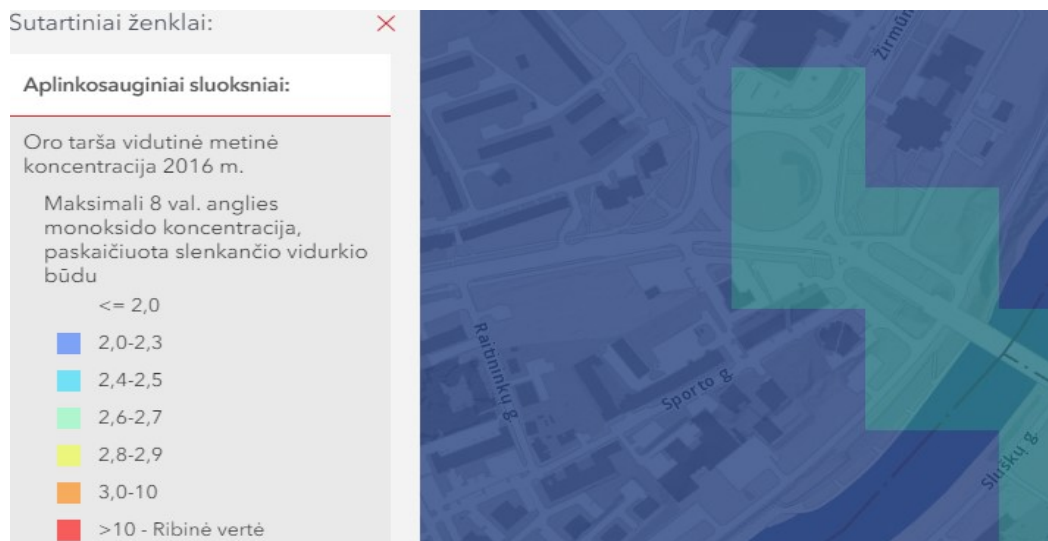 Sutartiniai ženklai:
Aplinkosauginiai sluoksniai:
Oro tarša vidutinė metinė
koncentracija 2016 m.
Maksimali 8 val. anglies
monoksido koncentracija,
paskaičiuota slenkančio vidurkio
būdu
<= 2,0
2,0-2,3
2,4-2,5
2,6-2,7
2,8-2,9
3,0-10
>10 - Ribinė vertė
Žirmūn
Raitininkų g.
Sporto g.
Sluškų g.